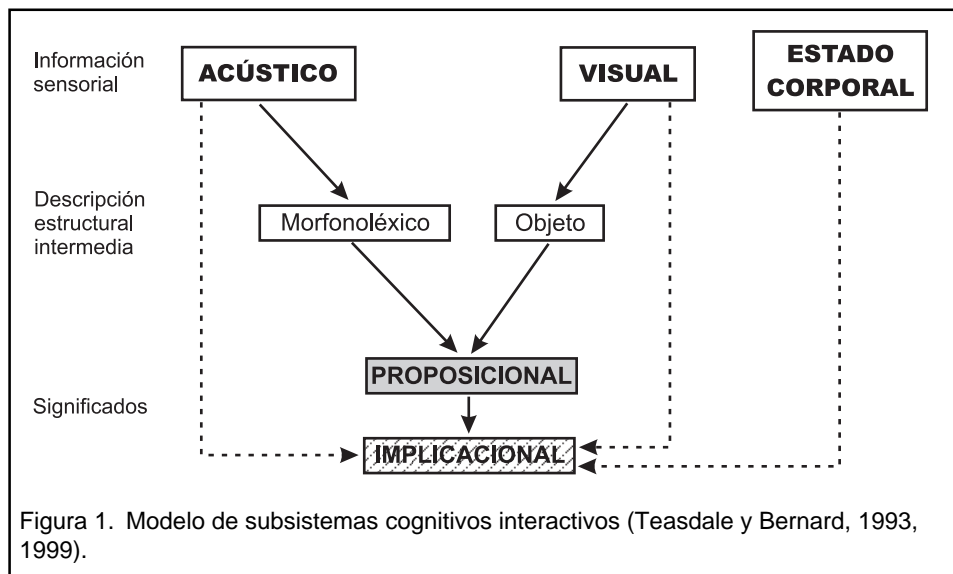 Información
sensorial
ACÚSTICO
VISUAL
ESTADO
CORPORAL
Descripción
estructural
intermedia
Morfonoléxico
Objeto
PROPOSICIONAL
Significados
IMPLICACIONAL
Figura 1. Modelo de subsistemas cognitivos interactivos (Teasdale y Bernard, 1993,
1999).